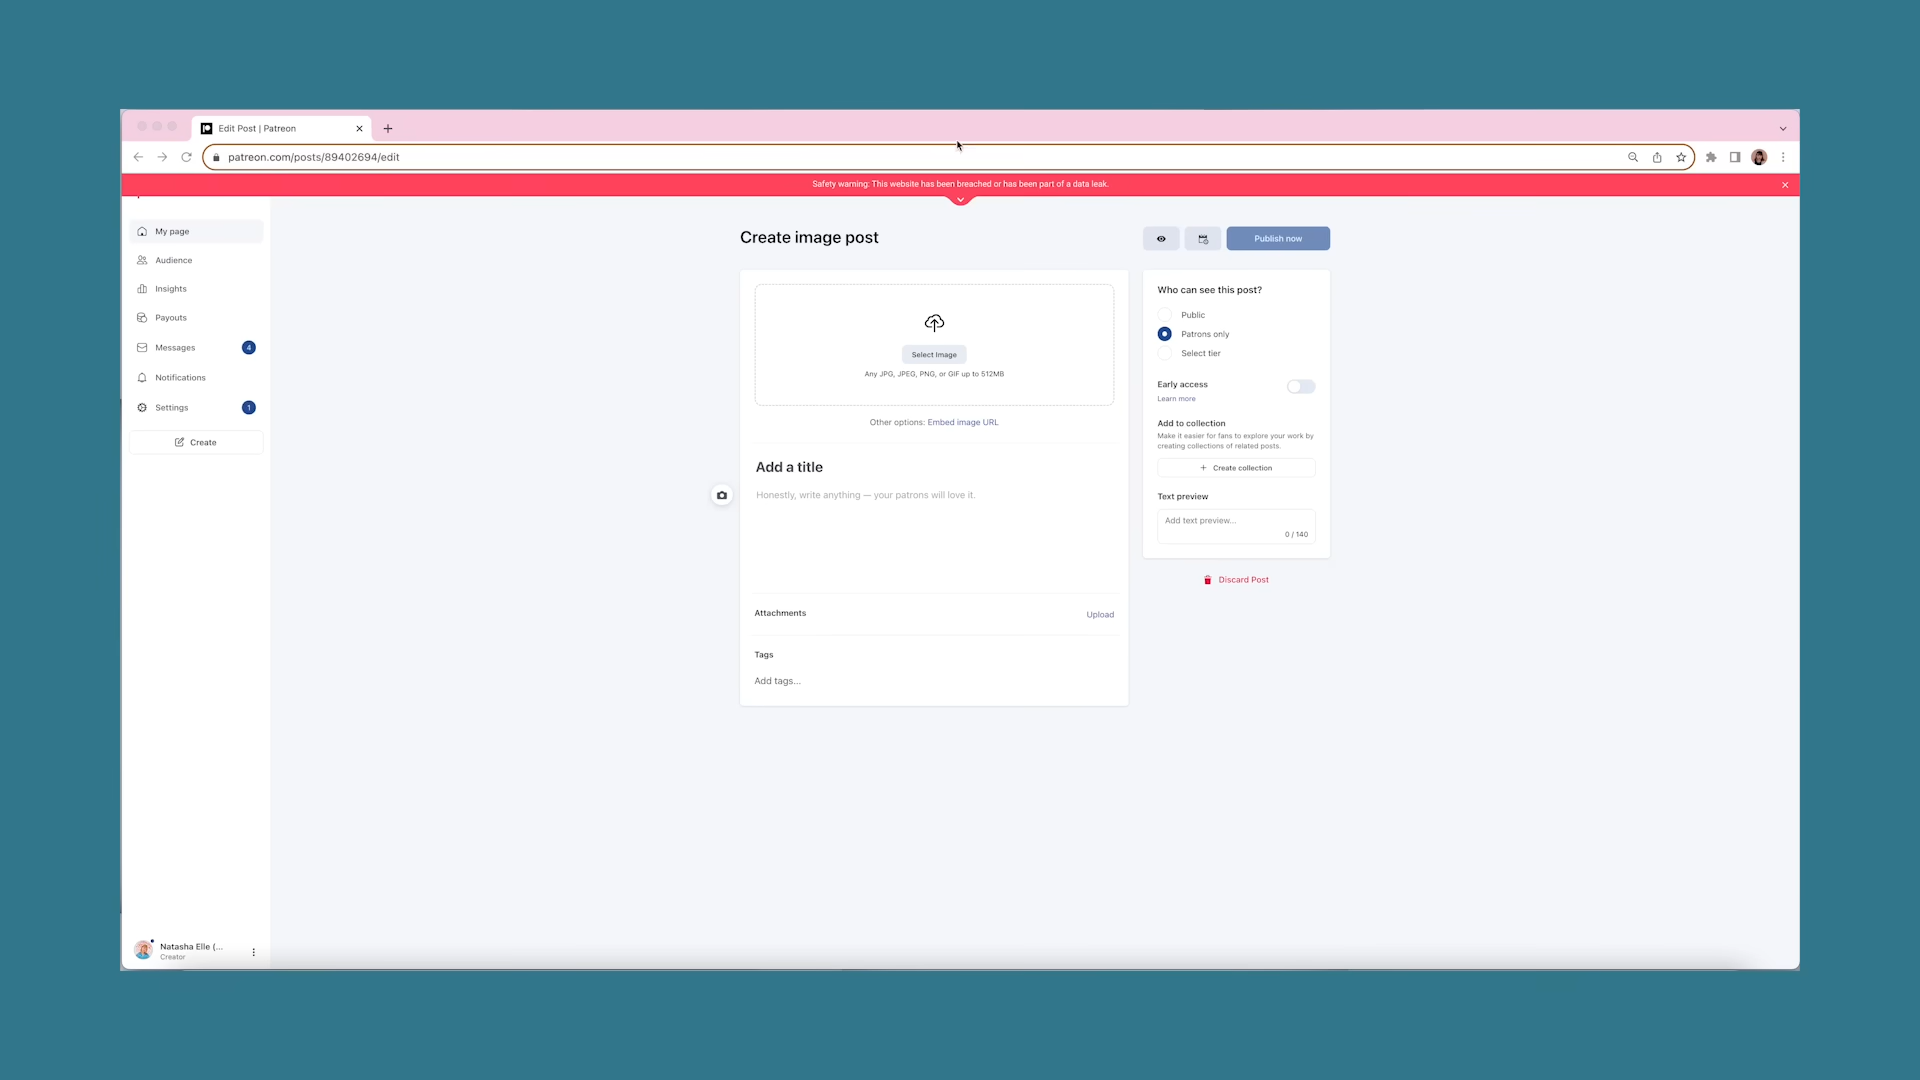 Edit Post | Patreon
patreon.com/posts/89402694/edit
Safety warning: This website has been breached or has been part of a data leak.
My page
Audience
Insights
Payouts
Messages 4
Notifications
Settings 1
Create
Natasha Elle (...
Creator
Create image post
Publish now
Select Image
Any JPG, JPEG, PNG, or GIF up to 512MB
Other options: Embed image URL
Add a title
Honestly, write anything — your patrons will love it.
Attachments
Upload
Tags
Add tags...
Who can see this post?
Public
Patrons only
Select tier
Early access
Learn more
Add to collection
Make it easier for fans to explore your work by
creating collections of related posts.
+ Create collection
Text preview
Add text preview...
0 / 140
Discard Post